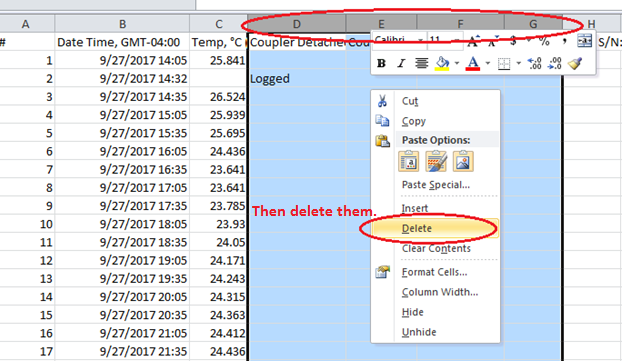 A B C D E F G H
# Date Time, GMT-04:00 Temp, °C Coupler Detache Cou S/N:
Calibri 11 A A $ % ,
B I A
1 9/27/2017 14:05 25.841
2 9/27/2017 14:32 Logged
3 9/27/2017 14:35 26.524
4 9/27/2017 15:05 25.939
5 9/27/2017 15:35 25.695
6 9/27/2017 16:05 24.436
7 9/27/2017 16:35 23.641
8 9/27/2017 17:05 23.641
9 9/27/2017 17:35 23.785
10 9/27/2017 18:05 23.93
11 9/27/2017 18:35 24.05
12 9/27/2017 19:05 24.171
13 9/27/2017 19:35 24.243
14 9/27/2017 20:05 24.315
15 9/27/2017 20:35 24.363
16 9/27/2017 21:05 24.412
17 9/27/2017 21:35 24.436
Then delete them.
Cut
Copy
Paste Options:
Paste Special...
Insert
Delete
Clear Contents
Format Cells...
Column Width...
Hide
Unhide